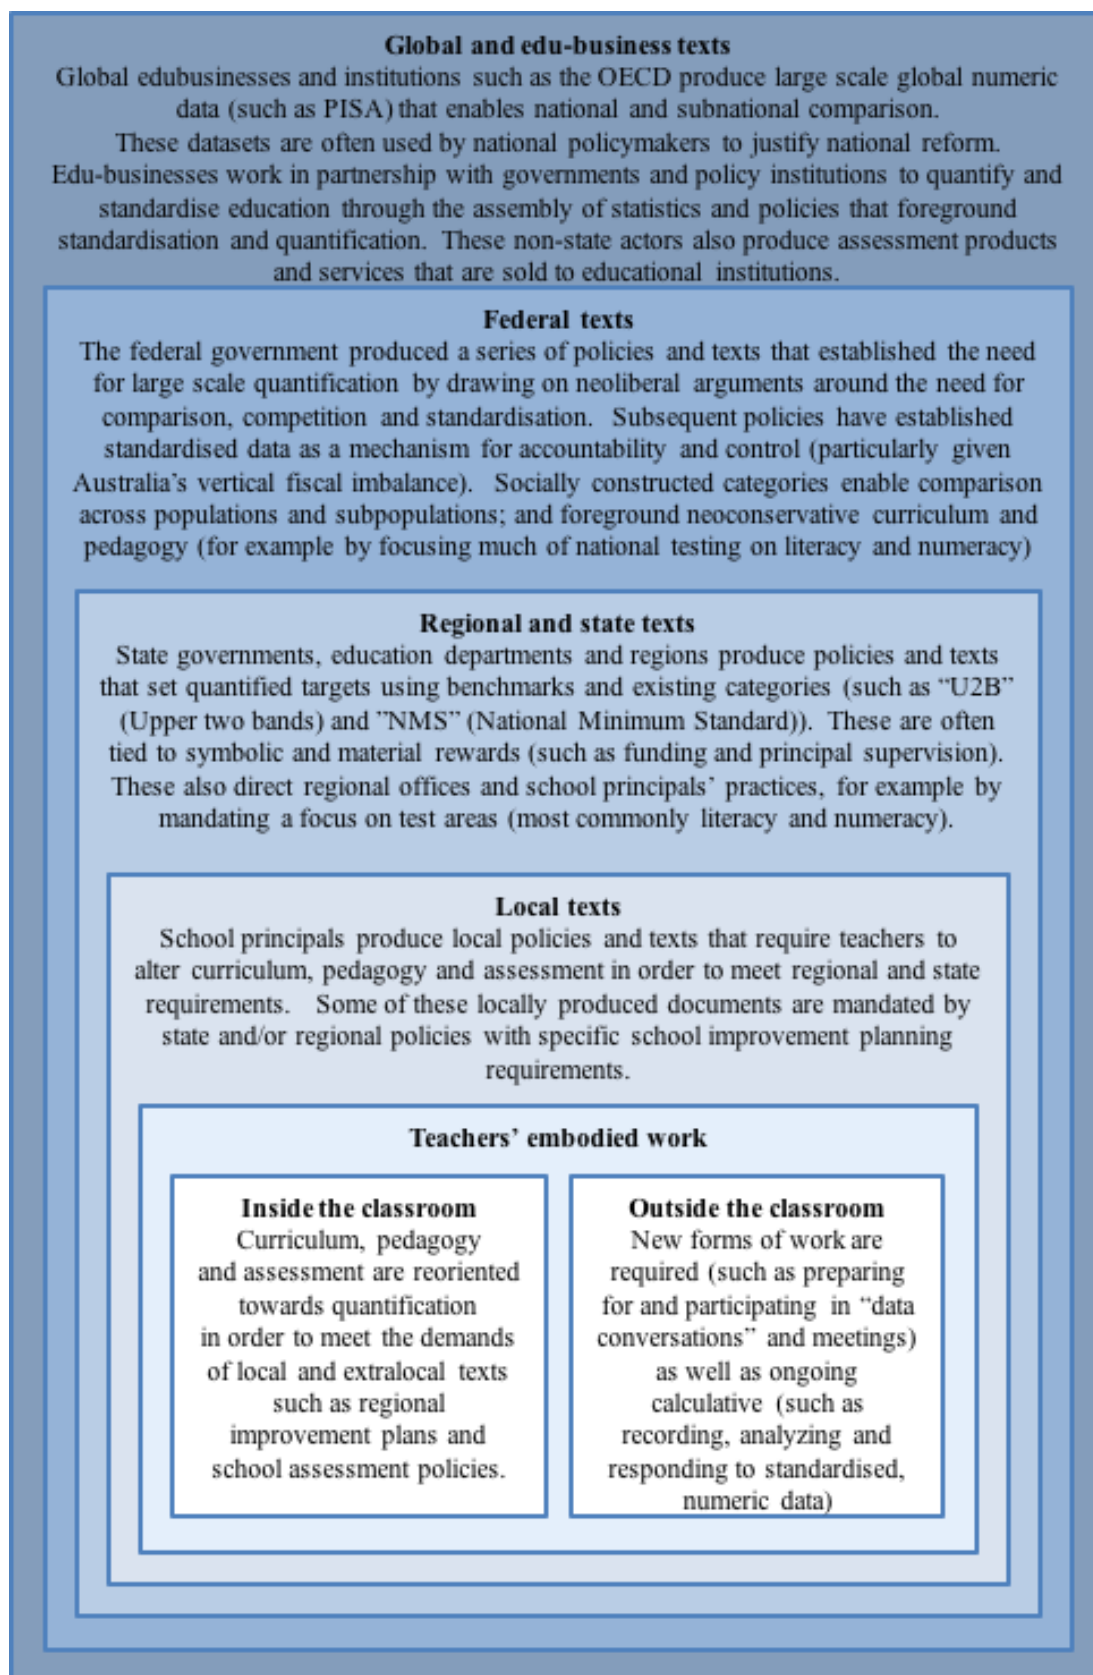 Global and edu-business texts
Global edubusinesses and institutions such as the OECD produce large scale global numeric
data (such as PISA) that enables national and subnational comparison.
These datasets are often used by national policymakers to justify national reform.
Edu-businesses work in partnership with governments and policy institutions to quantify and
standardise education through the assembly of statistics and policies that foreground
standardisation and quantification. These non-state actors also produce assessment products
and services that are sold to educational institutions.
Federal texts
The federal government produced a series of policies and texts that established the need
for large scale quantification by drawing on neoliberal arguments around the need for
comparison, competition and standardisation. Subsequent policies have established
standardised data as a mechanism for accountability and control (particularly given
Australia’s vertical fiscal imbalance). Socially constructed categories enable comparison
across populations and subpopulations; and foreground neoconservative curriculum and
pedagogy (for example by focusing much of national testing on literacy and numeracy)
Regional and state texts
State governments, education departments and regions produce policies and texts
that set quantified targets using benchmarks and existing categories (such as “U2B”
(Upper two bands) and ”NMS” (National Minimum Standard)). These are often
tied to symbolic and material rewards (such as funding and principal supervision).
These also direct regional offices and school principals’ practices, for example by
mandating a focus on test areas (most commonly literacy and numeracy).
Local texts
School principals produce local policies and texts that require teachers to
alter curriculum, pedagogy and assessment in order to meet regional and state
requirements. Some of these locally produced documents are mandated by
state and/or regional policies with specific school improvement planning
requirements.
Teachers’ embodied work
Inside the classroom
Curriculum, pedagogy
and assessment are reoriented
towards quantification
in order to meet the demands
of local and extralocal texts
such as regional
improvement plans and
school assessment policies.
Outside the classroom
New forms of work are
required (such as preparing
for and participating in “data
conversations” and meetings)
as well as ongoing
calculative (such as
recording, analyzing and
responding to standardised,
numeric data)